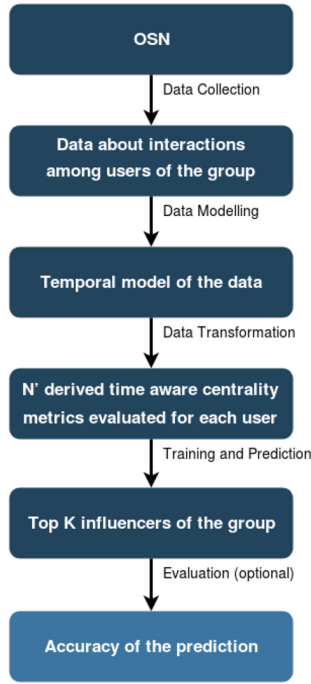 OSN
Data Collection
Data about interactions
among users of the group
Data Modelling
Temporal model of the data
Data Transformation
N' derived time aware centrality
metrics evaluated for each user
Training and Prediction
Top K influencers of the group
Evaluation (optional)
Accuracy of the prediction